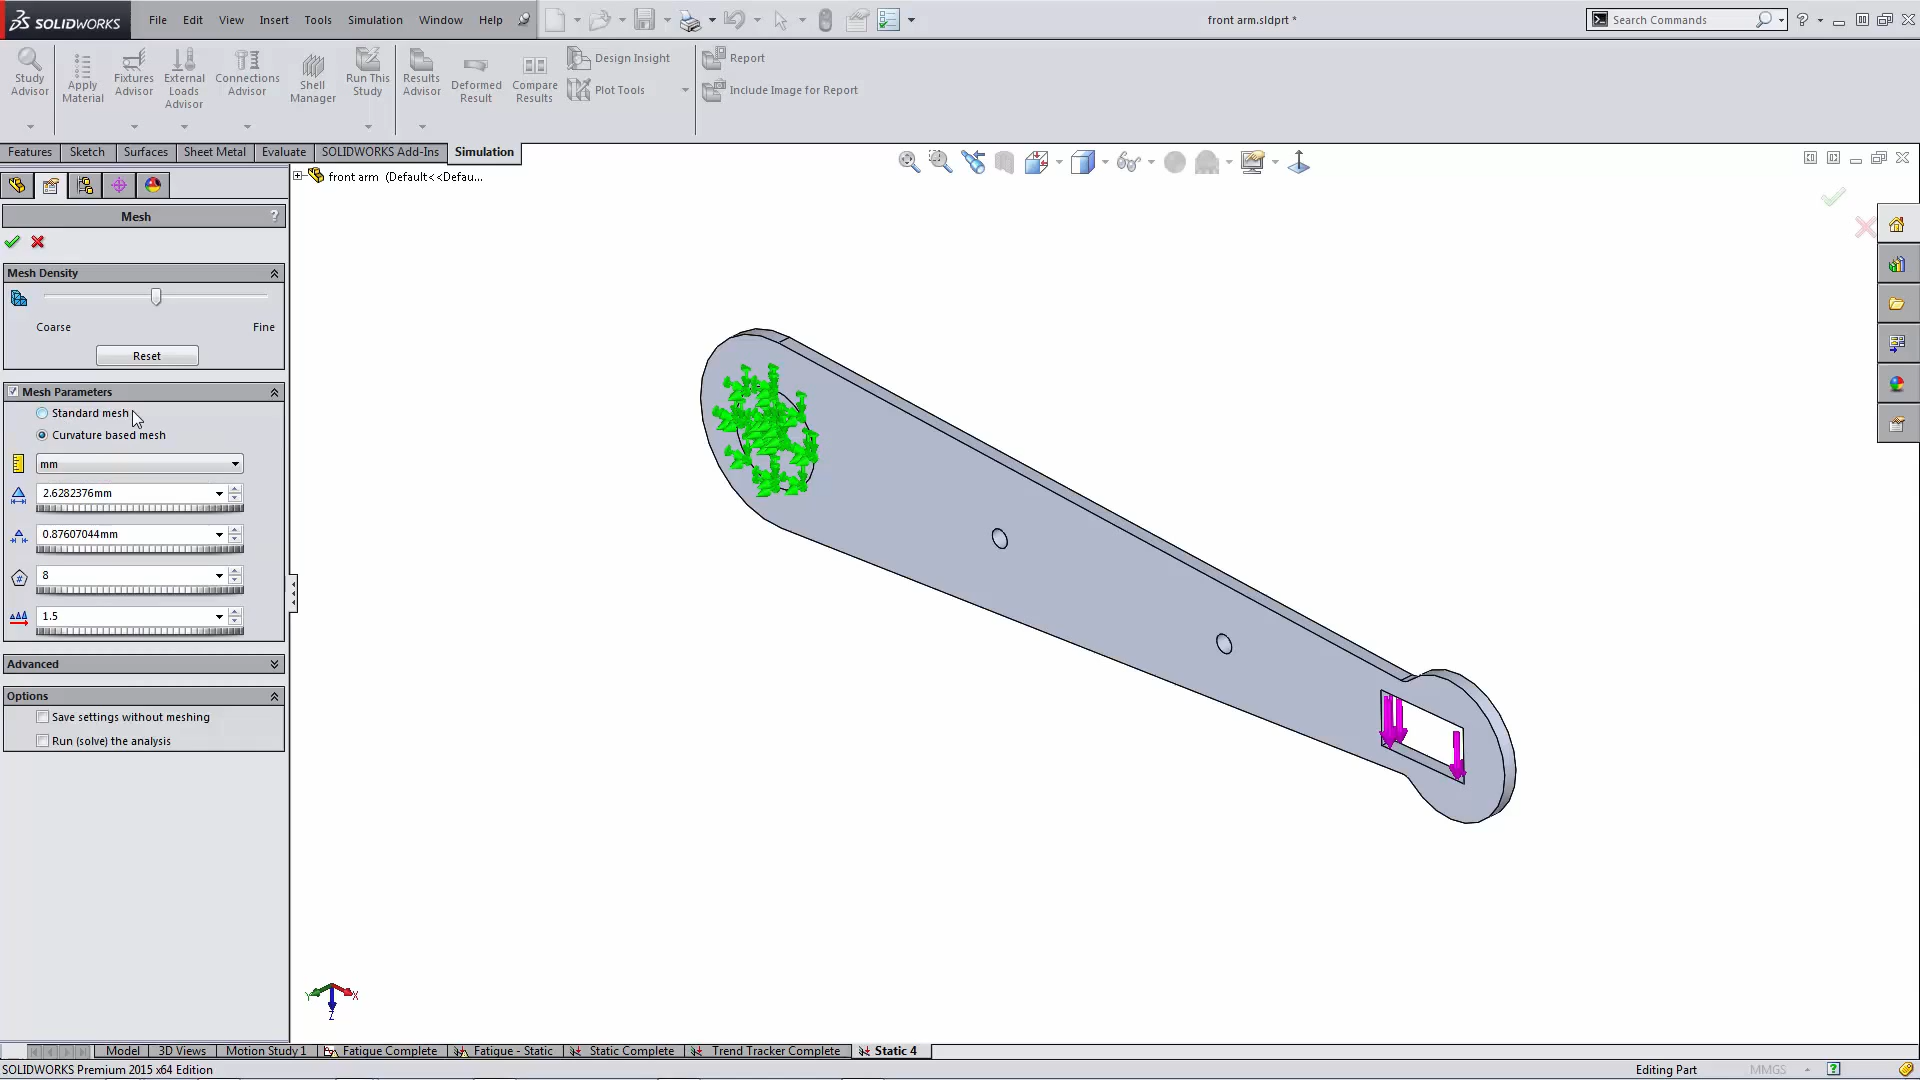 SOLIDWORKS
File Edit View Insert Tools Simulation Window Help
front arm.sldprt *
Search Commands
Study Advisor
Apply Material
Fixtures Advisor
External Loads Advisor
Connections Advisor
Shell Manager
Run This Study
Results Advisor
Deformed Result
Compare Results
Design Insight
Plot Tools
Report
Include Image for Report
Features Sketch Surfaces Sheet Metal Evaluate SOLIDWORKS Add-Ins Simulation
front arm (Default<<Defau...
Mesh ?
Mesh Density
Coarse Fine
Reset
Mesh Parameters
Standard mesh
Curvature based mesh
mm
2.6282376mm
0.87607044mm
8
1.5
Advanced
Options
Save settings without meshing
Run (solve) the analysis
Y X
Z
Model 3D Views Motion Study 1 Fatigue Complete Fatigue - Static Static Complete Trend Tracker Complete Static 4
SOLIDWORKS Premium 2015 x64 Edition
Editing Part MMGS ?